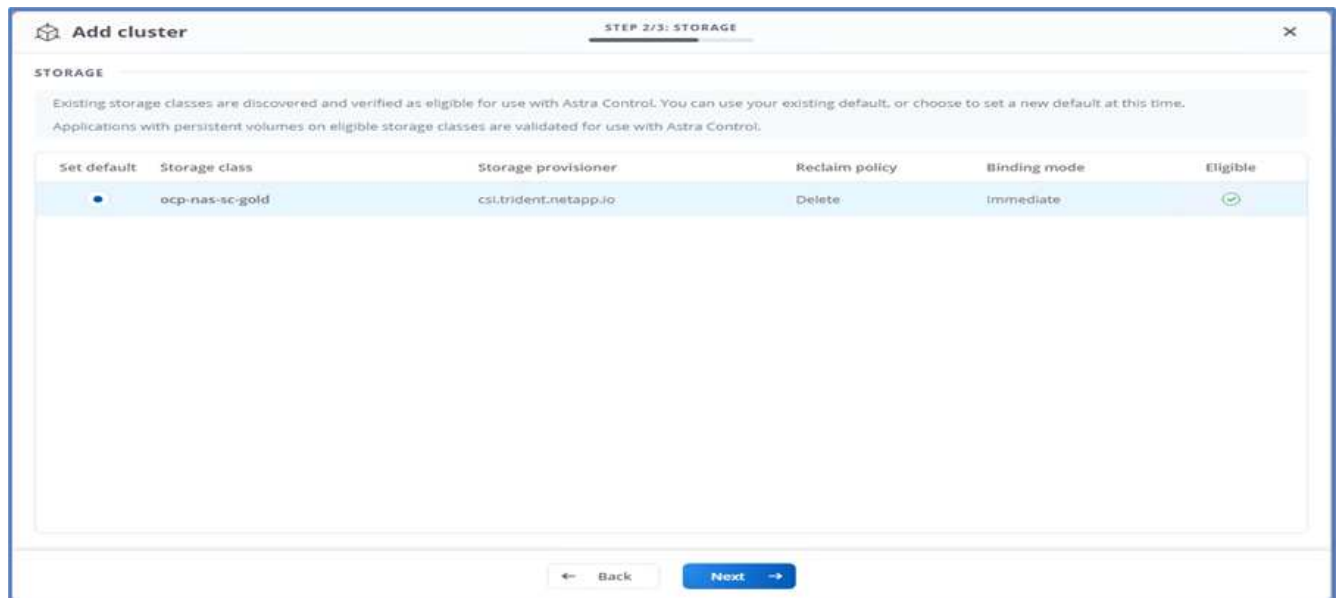 Add cluster
STEP 2/3: STORAGE
STORAGE
Existing storage classes are discovered and verified as eligible for use with Astra Control. You can use your existing default, or choose to set a new default at this time.
Applications with persistent volumes on eligible storage classes are validated for use with Astra Control.
Set default Storage class Storage provisioner Reclaim policy Binding mode Eligible
ocp-nas-sc-gold csi.trident.netapp.io Delete Immediate
Back Next